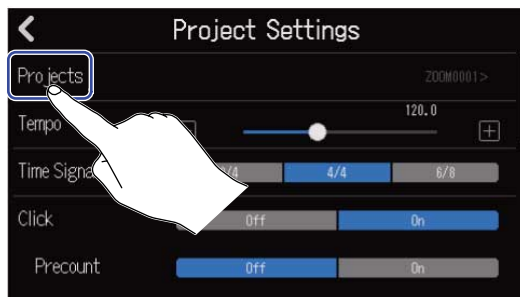 Project Settings
Projects ZOOM0001>
Tempo 120.0
Time Signa /4 4/4 6/8
Click Off On
Precount Off On